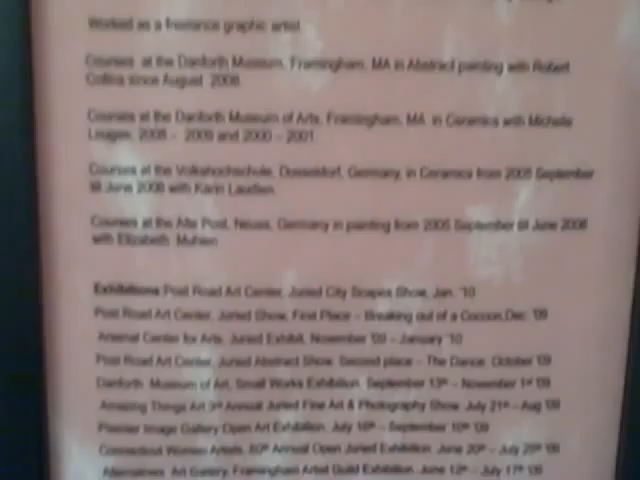 Worked as a freelance graphic artist
Courses at the Danforth Museum, Framingham, MA in Abstract painting with Robert
Collins since August 2008
Courses at the Danforth Museum of Arts, Framingham, MA in Ceramics with Michelle
2008 - 2009 and 2000 - 2001
Courses at the Volkshochschule, Dusseldorf, Germany, in Ceramics from 2005 September
till June 2008 with Karin
Courses at the Alte Post, Neuss, Germany in painting from 2005 September till June 2008
with Elizabeth
Exhibitions Post Road Art Center, Juried City Scapes Show, Jan. '10
Post Road Art Center, Juried Show, First Place - Breaking out of a Cocoon, Dec. '09
Arsenal Center for Arts, Juried Exhibit, November '09 - January '10
Post Road Art Center, Juried Abstract Show, Second place - The Dance, October '09
Danforth Museum of Art, Small Works Exhibition, September 13th - November 1st '09
Amazing Things Art 3rd Annual Juried Fine Art & Photography Show July 21st - Aug '09
Premier Image Gallery Open Art Exhibition, July 16th - September 10th '09
Connecticut Women Artists, 80th Annual Open Juried Exhibition June 20th - July 25th '09
Alternatives Art Gallery, Framingham Artist Guild Exhibition, June 12th - July 17th '09